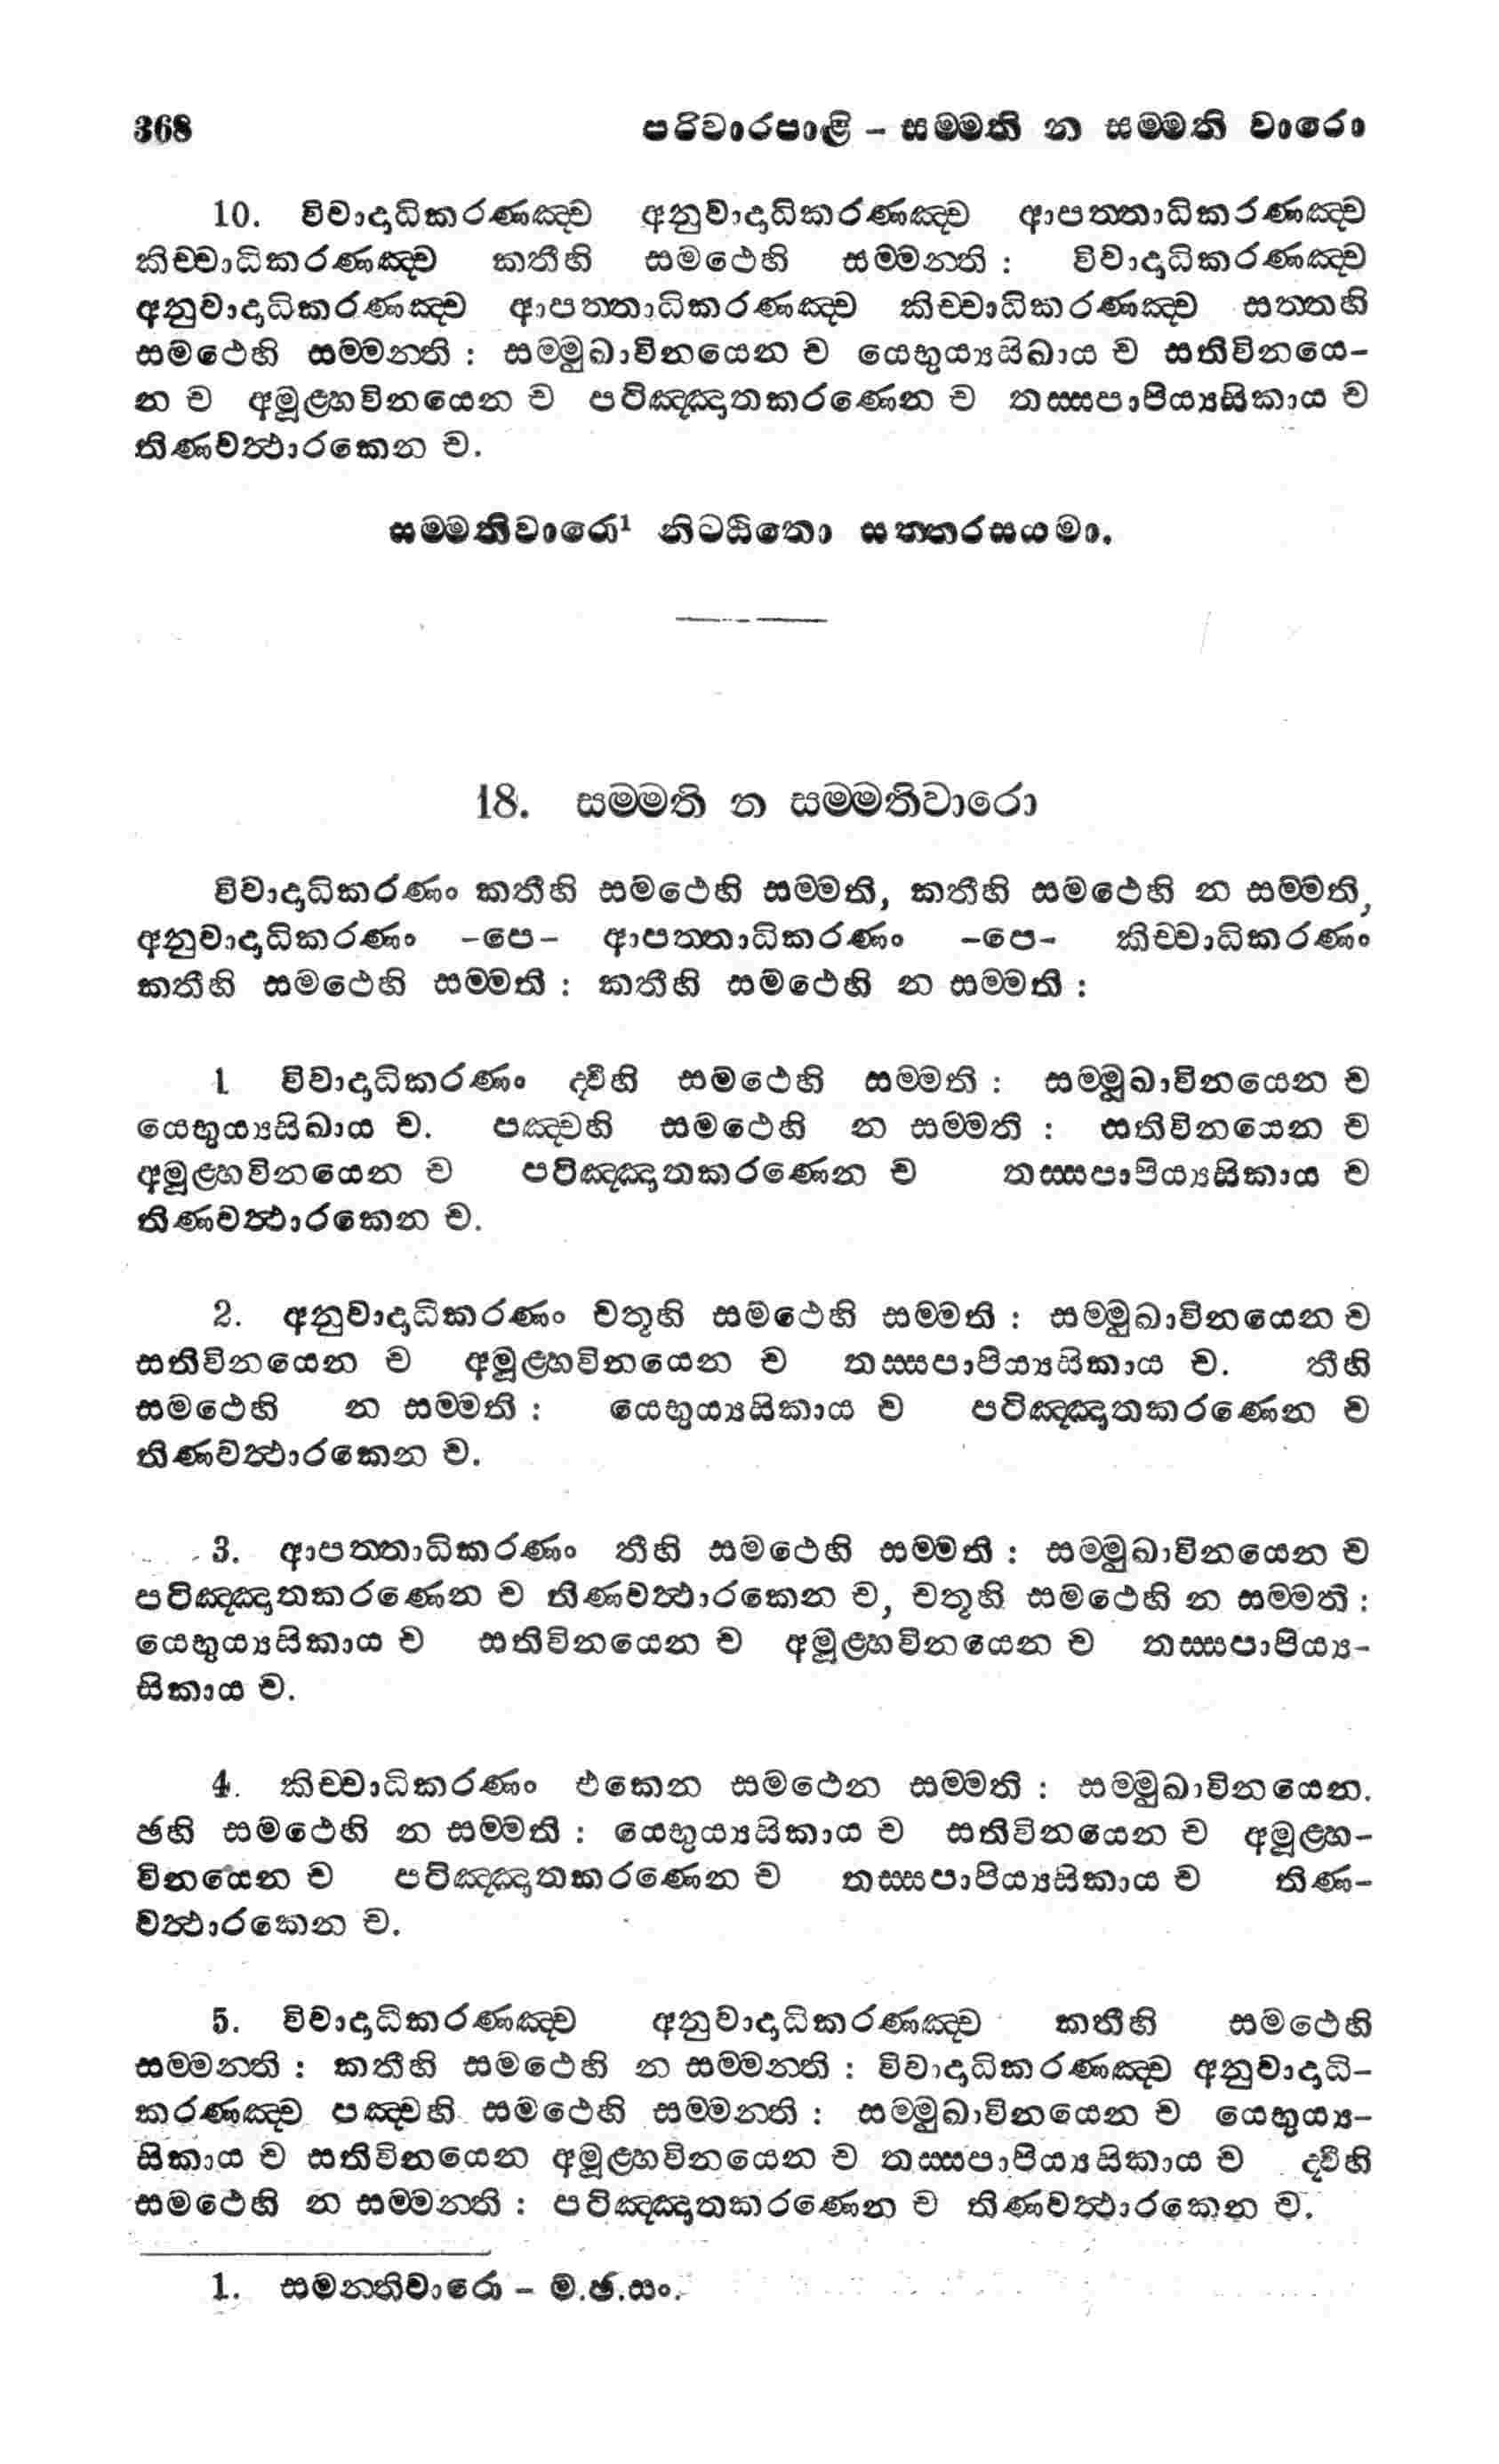 368 පරිවාරපාළි – සම්මති න සම්මති වාරො
10. විවාදාධිකරණඤ්ච අනුවාදාධිකරණඤ්ච ආපත්තාධිකරණඤ්ච
කිච්චාධිකරණඤ්ච කතීහි සමථෙහි සම්මන්ති : විවාදාධිකරණඤ්ච
අනුවාදාධිකරණඤ්ච ආපත්තාධිකරණඤ්ච කිච්චාධිකරණඤ්ච සත්තහි
සමථෙහි සම්මන්ති : සම්මුඛාවිනයෙන ච යෙභුය්‍යසිඛාය ච සතිවිනයෙ-
න ච අමූළ්හවිනයෙන ච පටිඤ්ඤාතකරණෙන ච තස්සපාපිය්‍යසිකාය ච
තිණවත්‍ථාරකෙන ච.
සම්මතිවාරො¹ නිට්ඨිතො සත්තරසයමා.
18. සම්මති න සම්මතිවාරො
විවාදාධිකරණං කතීහි සමථෙහි සම්මති, කතීහි සමථෙහි න සම්මති,
අනුවාදාධිකරණං –පෙ– ආපත්තාධිකරණං –පෙ– කිච්චාධිකරණං
කතීහි සමථෙහි සම්මති : කතීහි සමථෙහි න සම්මති :
1 විවාදාධිකරණං ද්වීහි සමථෙහි සම්මති : සම්මුඛාවිනයෙන ච
යෙභුය්‍යසිඛාය ච. පඤ්චහි සමථෙහි න සම්මති : සතිවිනයෙන ච
අමූළ්හවිනයෙන ච පටිඤ්ඤාතකරණෙන ච තස්සපාපිය්‍යසිකාය ච
තිණවත්‍ථාරකෙන ච.
2. අනුවාදාධිකරණං චතූහි සමථෙහි සම්මති : සම්මුඛාවිනයෙන ච
සතිවිනයෙන ච අමූළ්හවිනයෙන ච තස්සපාපිය්‍යසිකාය ච. තීහි
සමථෙහි න සම්මති : යෙභුය්‍යසිකාය ච පටිඤ්ඤාතකරණෙන ච
තිණවත්‍ථාරකෙන ච.
3. ආපත්තාධිකරණං තීහි සමථෙහි සම්මති : සම්මුඛාවිනයෙන ච
පටිඤ්ඤාතකරණෙන ච තිණවත්‍ථාරකෙන ච, චතූහි සමථෙහි න සම්මති :
යෙභුය්‍යසිකාය ච සතිවිනයෙන ච අමූළ්හවිනයෙන ච තස්සපාපිය්‍ය-
සිකාය ච.
4. කිච්චාධිකරණං එකෙන සමථෙන සම්මති : සම්මුඛාවිනයෙන.
ඡහි සමථෙහි න සම්මති : යෙභුය්‍යසිකාය ච සතිවිනයෙන ච අමූළ්හ-
විනයෙන ච පටිඤ්ඤාතකරණෙන ච තස්සපාපිය්‍යසිකාය ච තිණ-
වත්‍ථාරකෙන ච.
5. විවාදාධිකරණඤ්ච අනුවාදාධිකරණඤ්ච කතීහි සමථෙහි
සම්මන්ති : කතීහි සමථෙහි න සම්මන්ති : විවාදාධිකරණඤ්ච අනුවාදාධි-
කරණඤ්ච පඤ්චහි සමථෙහි සම්මන්ති : සම්මුඛාවිනයෙන ච යෙභුය්‍ය-
සිකාය ච සතිවිනයෙන අමූළ්හවිනයෙන ච තස්සපාපිය්‍යසිකාය ච ද්වීහි
සමථෙහි න සම්මන්ති : පටිඤ්ඤාතකරණෙන ච තිණවත්‍ථාරකෙන ච.
1. සමන්තිවාරො – ම.ඡ.සං.